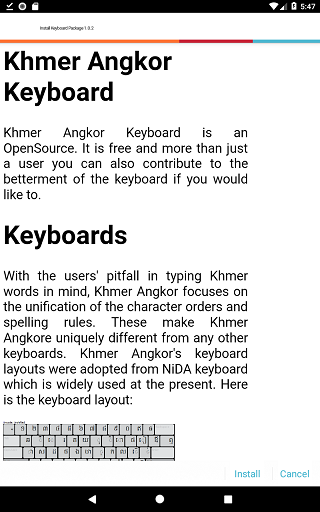 5:47
Install Keyboard Package 1.0.2
Khmer Angkor
Keyboard
Khmer Angkor Keyboard is an
OpenSource. It is free and more than just
a user you can also contribute to the
betterment of the keyboard if you would
like to.
Keyboards
With the users' pitfall in typing Khmer
words in mind, Khmer Angkor focuses on
the unification of the character orders and
spelling rules. These make Khmer
Angkore uniquely different from any other
keyboards. Khmer Angkor's keyboard
layouts were adopted from NiDA keyboard
which is widely used at the present. Here
is the keyboard layout:
Install Cancel